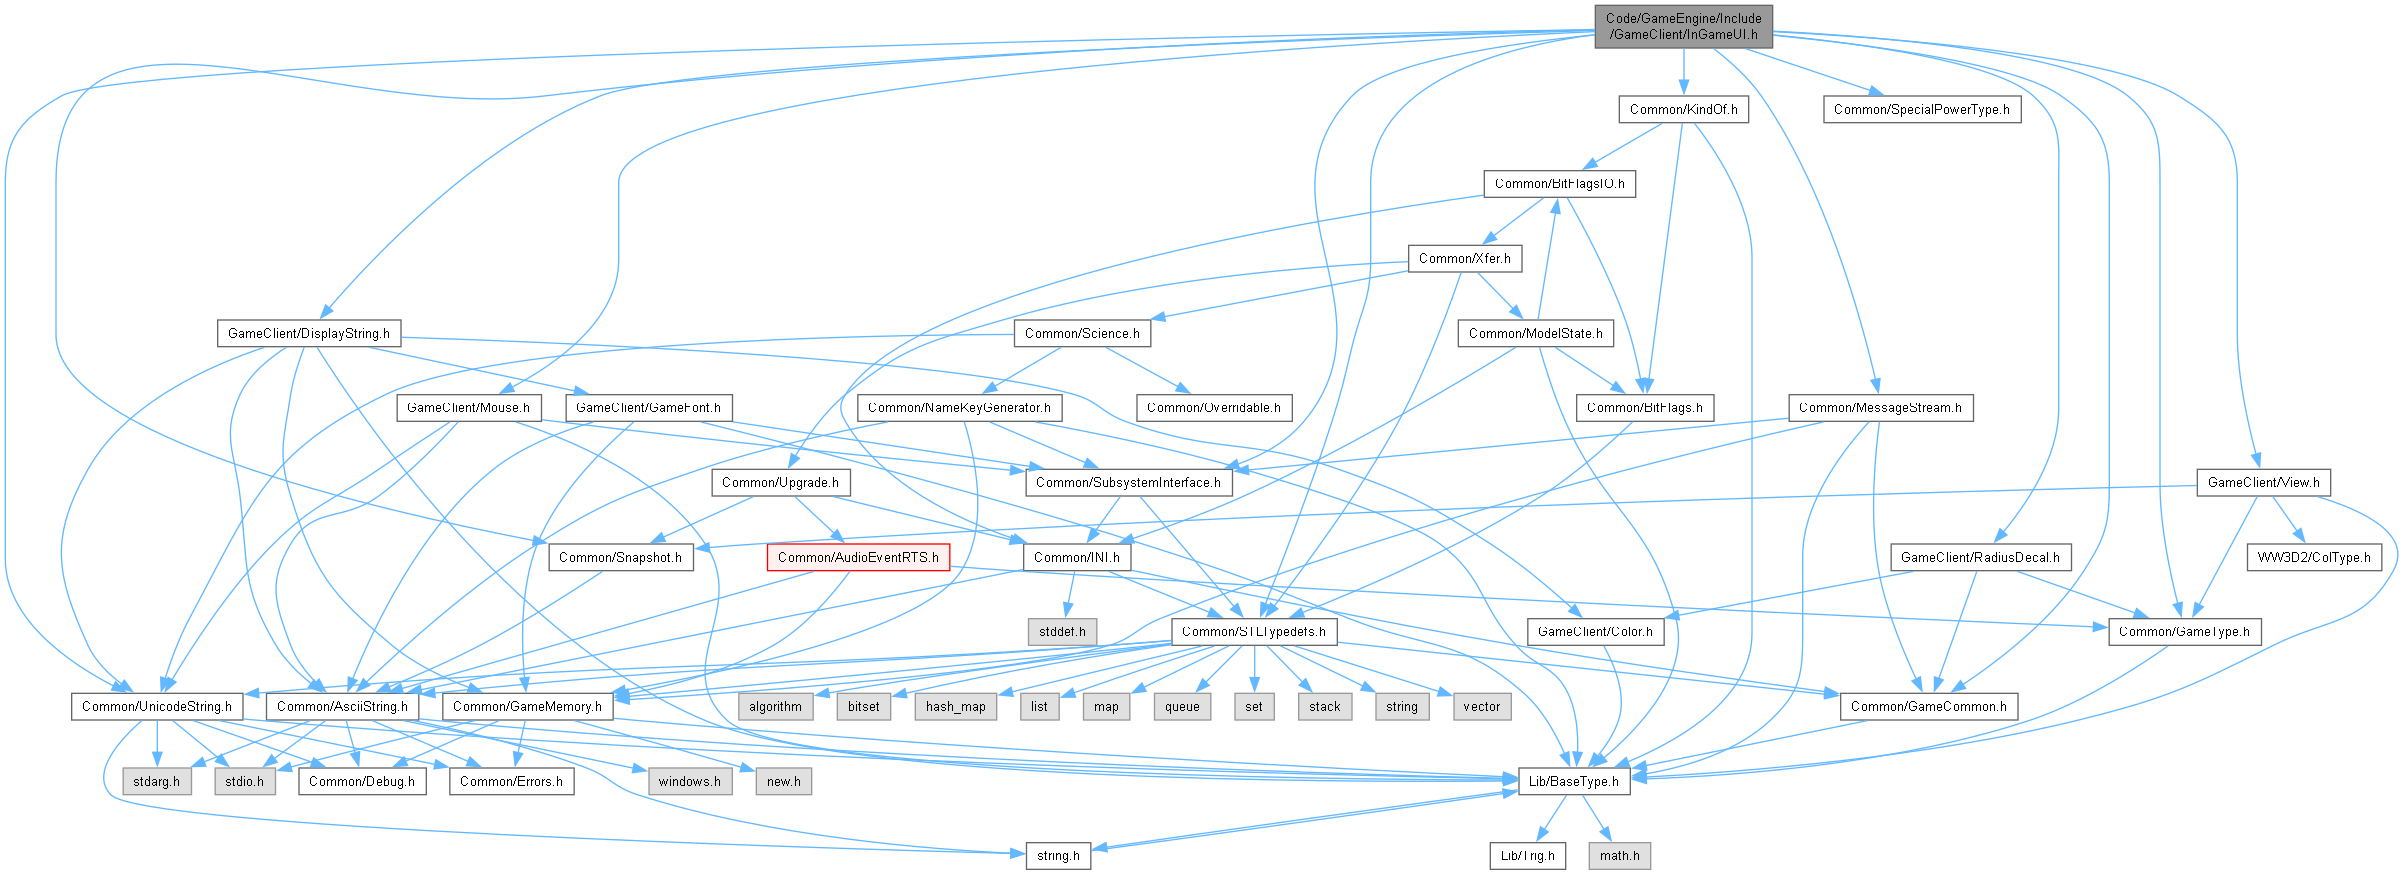 Code/GameEngine/Include
/GameClient/InGameUI.h
Common/KindOf.h
Common/SpecialPowerType.h
Common/BitFlagsIO.h
Common/Xfer.h
GameClient/DisplayString.h
Common/Science.h
Common/ModelState.h
GameClient/Mouse.h
GameClient/GameFont.h
Common/NameKeyGenerator.h
Common/Overridable.h
Common/BitFlags.h
Common/MessageStream.h
Common/Upgrade.h
Common/SubsystemInterface.h
GameClient/View.h
Common/Snapshot.h
Common/AudioEventRTS.h
Common/INI.h
GameClient/RadiusDecal.h
WW3D2/ColType.h
stddef.h
Common/STLTypedefs.h
GameClient/Color.h
Common/GameType.h
Common/UnicodeString.h
Common/AsciiString.h
Common/GameMemory.h
algorithm
bitset
hash_map
list
map
queue
set
stack
string
vector
Common/GameCommon.h
stdarg.h
stdio.h
Common/Debug.h
Common/Errors.h
windows.h
new.h
Lib/BaseType.h
string.h
Lib/Trig.h
math.h